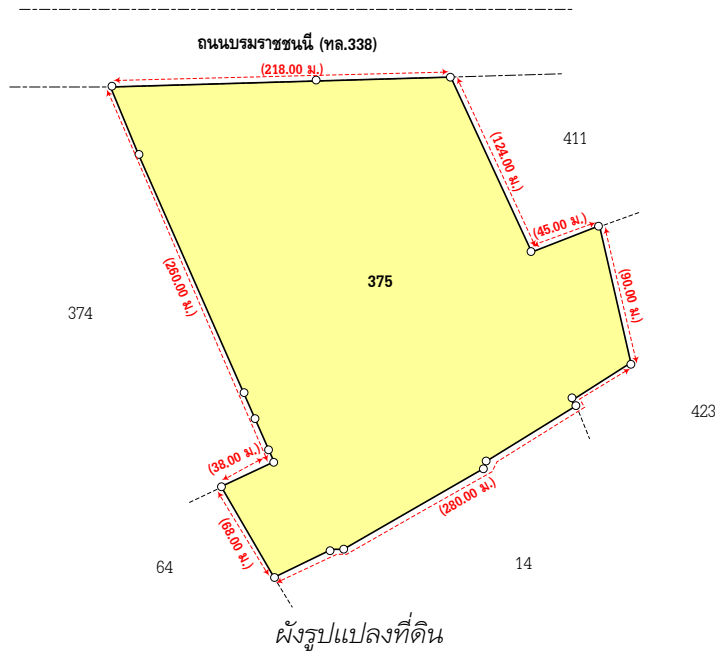 ถนนบรมราชชนนี (ทล.338)
(218.00 ม.)
(124.00 ม.)
411
(45.00 ม.)
(260.00 ม.)
375
(90.00 ม.)
374
423
(38.00 ม.)
(280.00 ม.)
(68.00 ม.)
64
14
ผังรูปแปลงที่ดิน